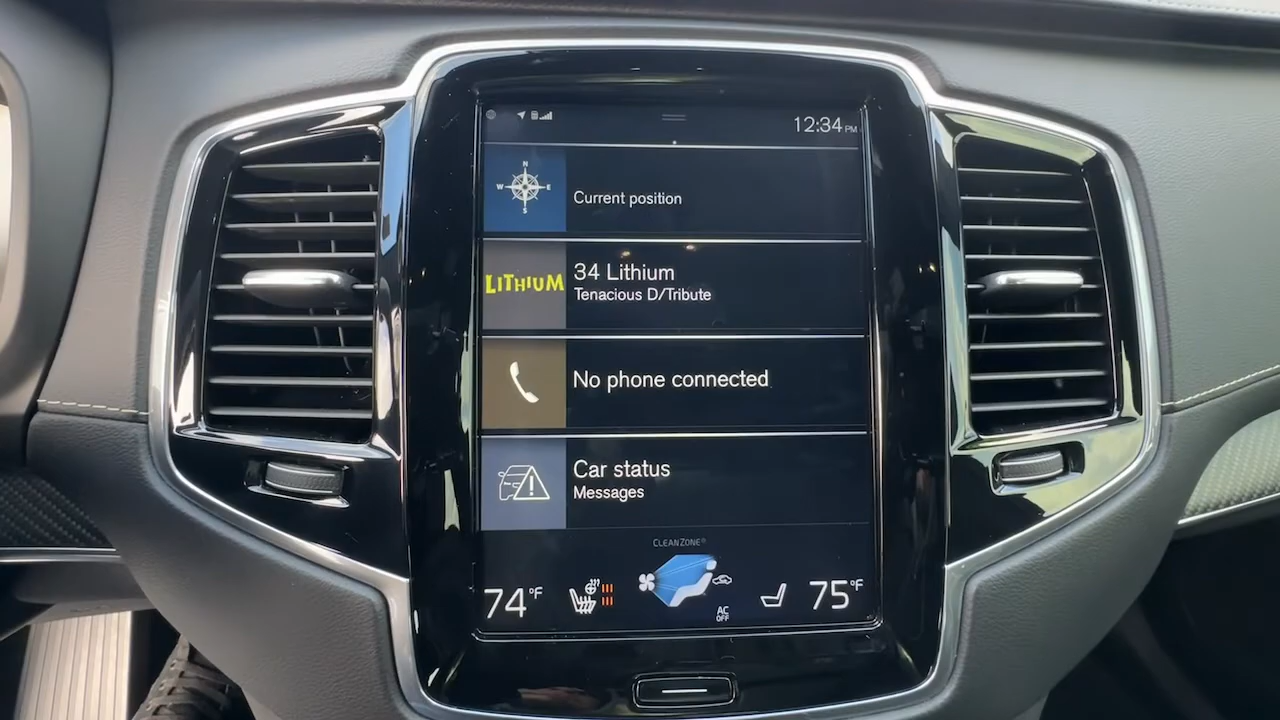 12:34 PM
N
W E
S
Current position
LiTHiUM
34 Lithium
Tenacious D/Tribute
No phone connected
Car status
Messages
CLEANZONE®
74°F
75°F
AC
OFF